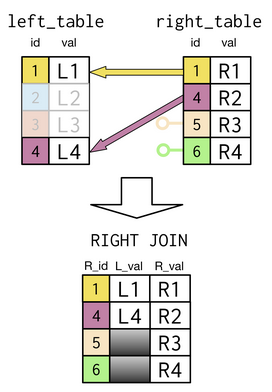 left_table right_table
id val id val
1 L1 1 R1
2 L2 4 R2
3 L3 5 R3
4 L4 6 R4
RIGHT JOIN
R_id L_val R_val
1 L1 R1
4 L4 R2
5 R3
6 R4